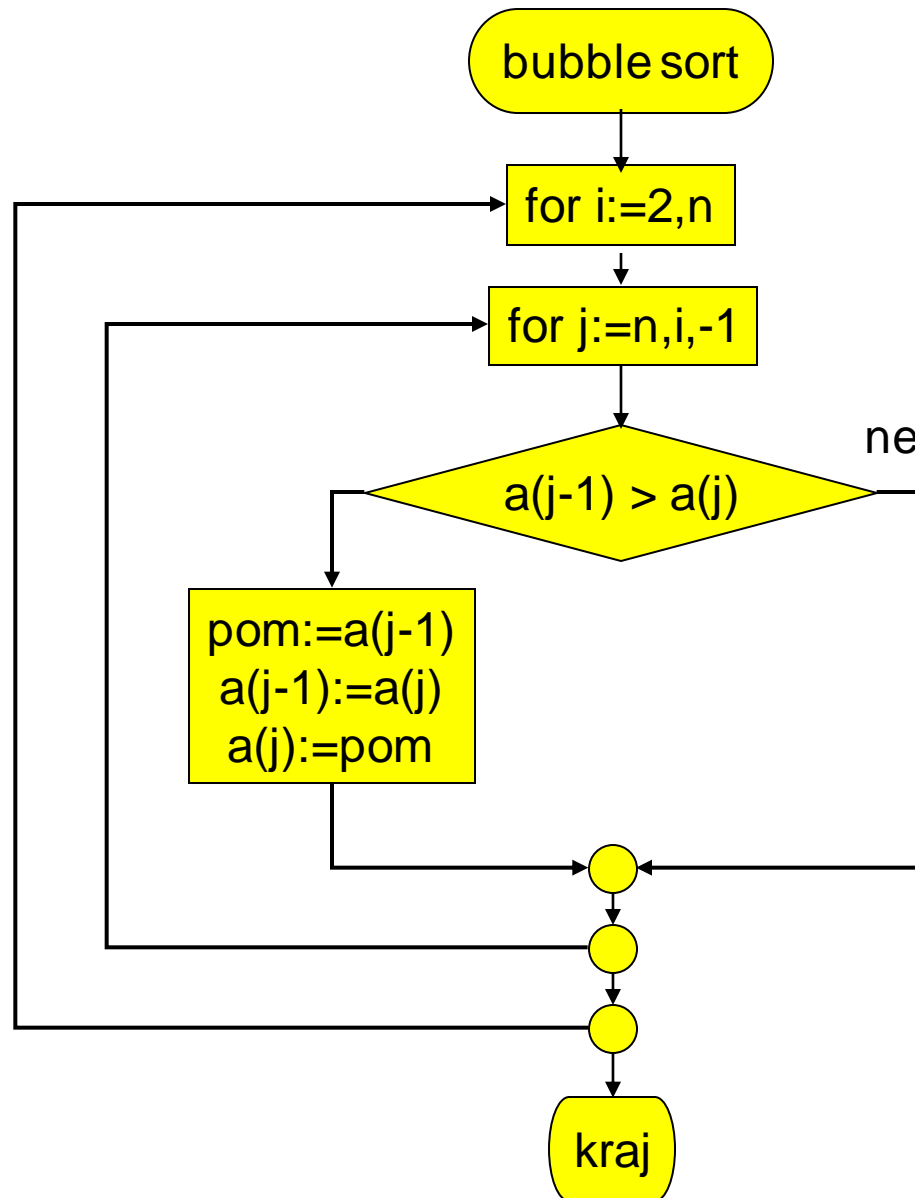 bubble sort
for i:=2,n
for j:=n,i,-1
ne
a(j-1) > a(j)
pom:=a(j-1)
a(j-1):=a(j)
a(j):=pom
kraj